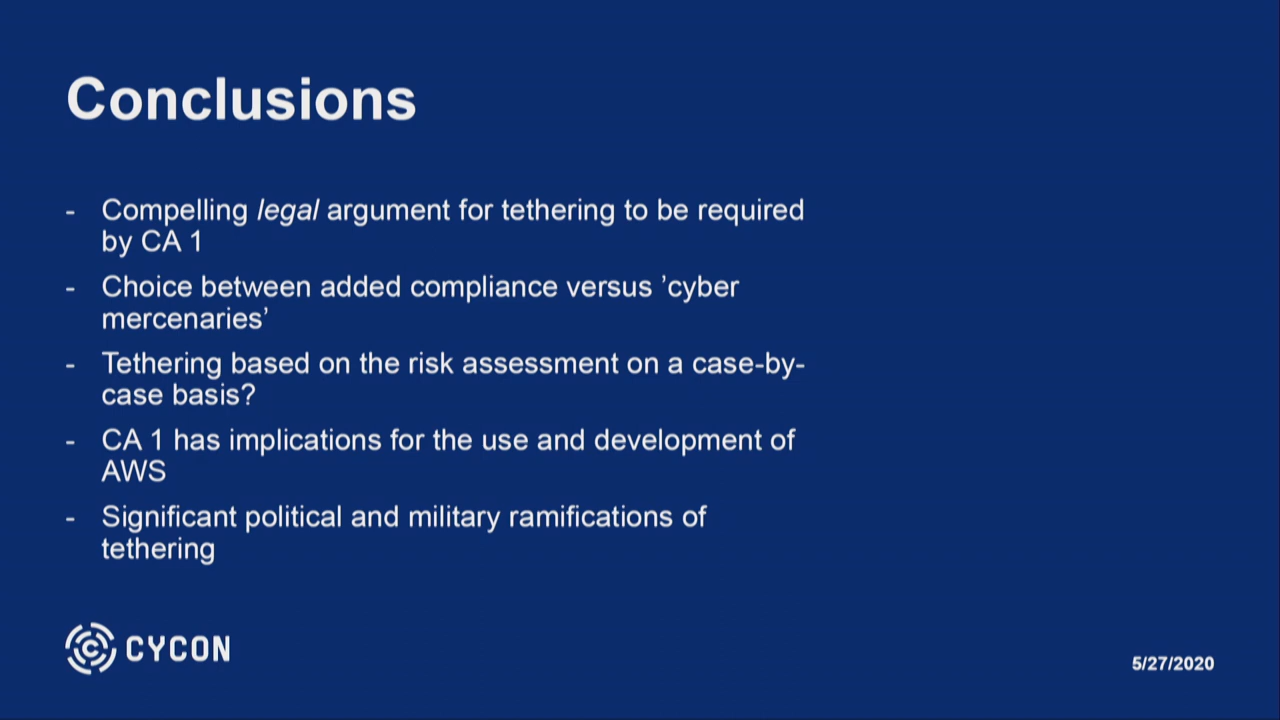 Conclusions
- Compelling legal argument for tethering to be required
by CA 1
- Choice between added compliance versus ’cyber
mercenaries’
- Tethering based on the risk assessment on a case-by-
case basis?
- CA 1 has implications for the use and development of
AWS
- Significant political and military ramifications of
tethering
CYCON
5/27/2020